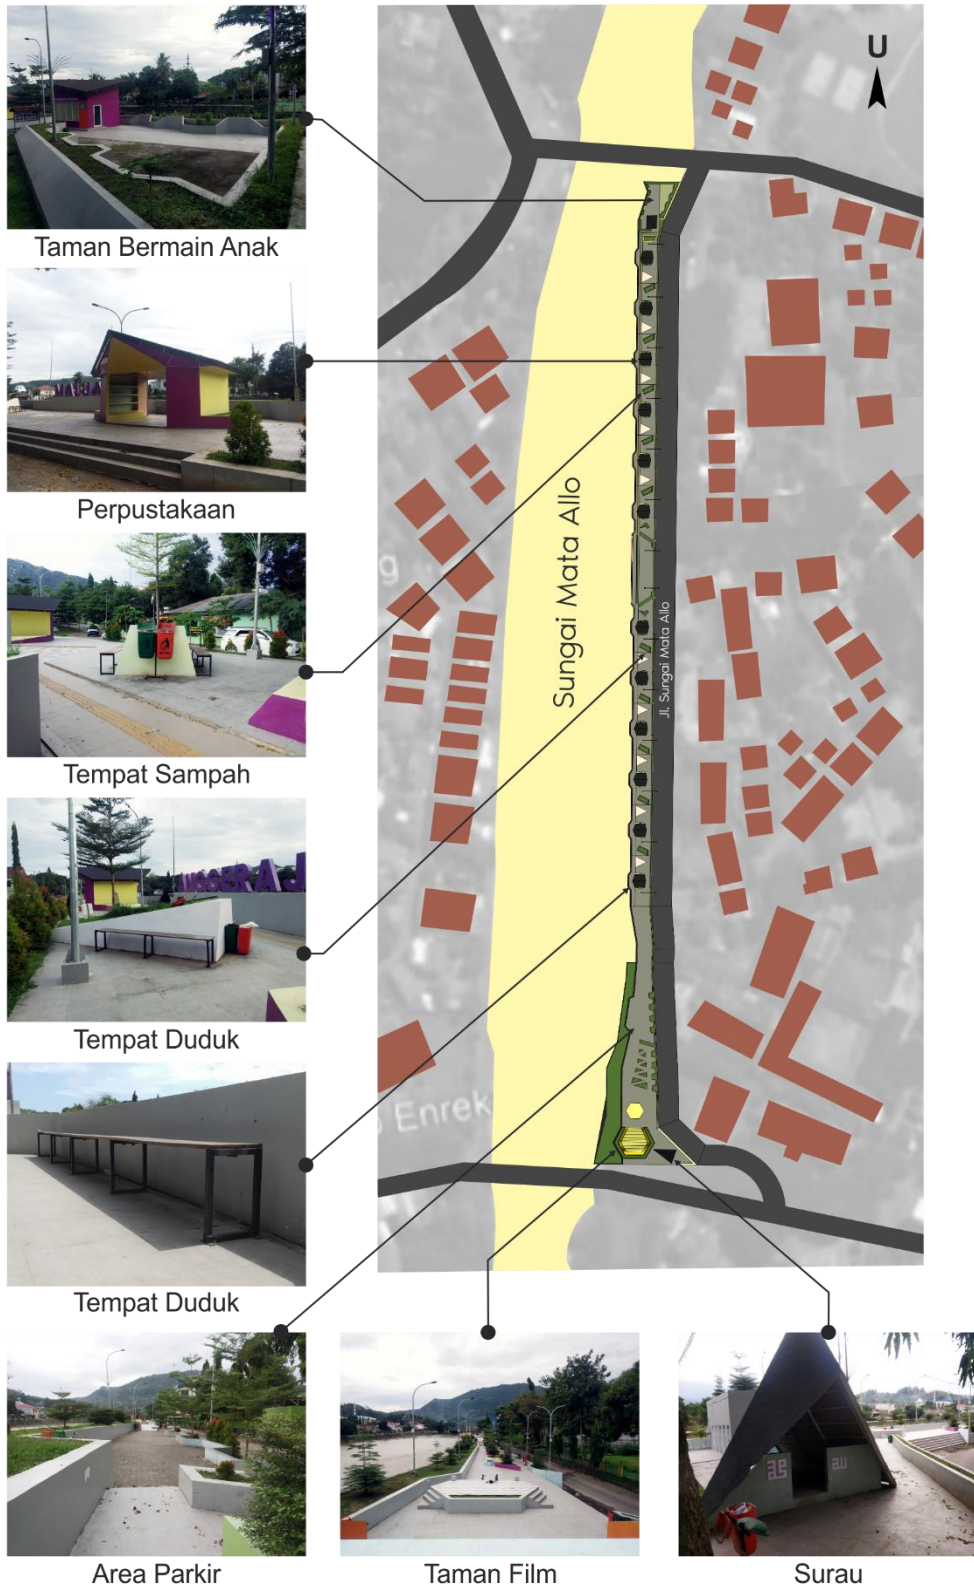 U
Taman Bermain Anak
Perpustakaan
Tempat Sampah
ANGGERAJ
Tempat Duduk
Tempat Duduk
Sungai Mata Allo
Jl. Sungai Mata Allo
g
Enrek
Area Parkir
Taman Film
Surau